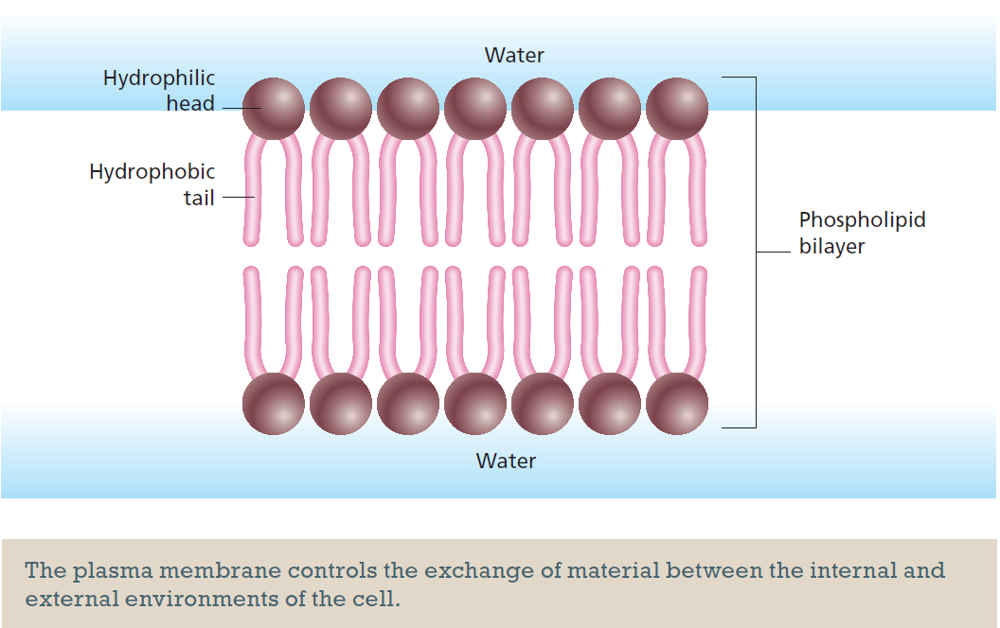 Water
Hydrophilic
head
Hydrophobic
tail
Phospholipid
bilayer
Water
The plasma membrane controls the exchange of material between the internal and
external environments of the cell.